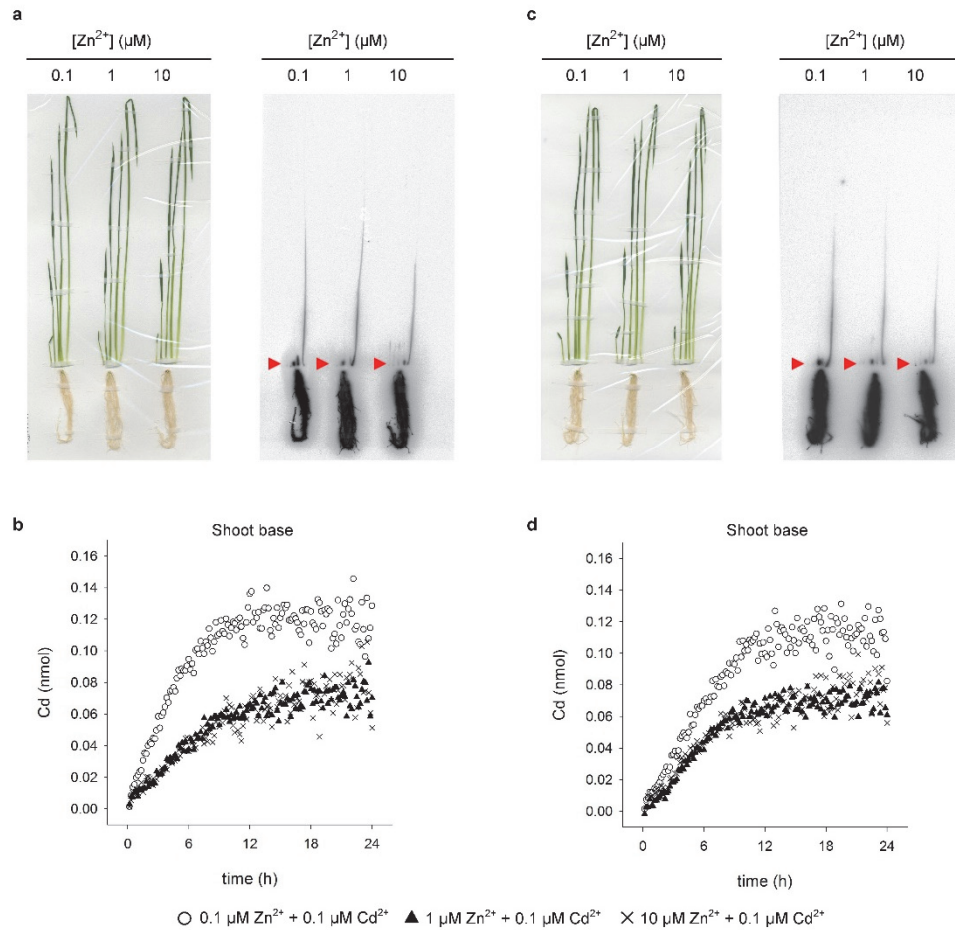 a
[Zn²⁺] (µM)
0.1 1 10
[Zn²⁺] (µM)
0.1 1 10
c
[Zn²⁺] (µM)
0.1 1 10
[Zn²⁺] (µM)
0.1 1 10
b
Shoot base
0.16
0.14
0.12
0.10
0.08
0.06
0.04
0.02
0.00
Cd (nmol)
0 6 12 18 24
time (h)
d
Shoot base
0.16
0.14
0.12
0.10
0.08
0.06
0.04
0.02
0.00
Cd (nmol)
0 6 12 18 24
time (h)
0.1 µM Zn²⁺ + 0.1 µM Cd²⁺ 1 µM Zn²⁺ + 0.1 µM Cd²⁺ 10 µM Zn²⁺ + 0.1 µM Cd²⁺